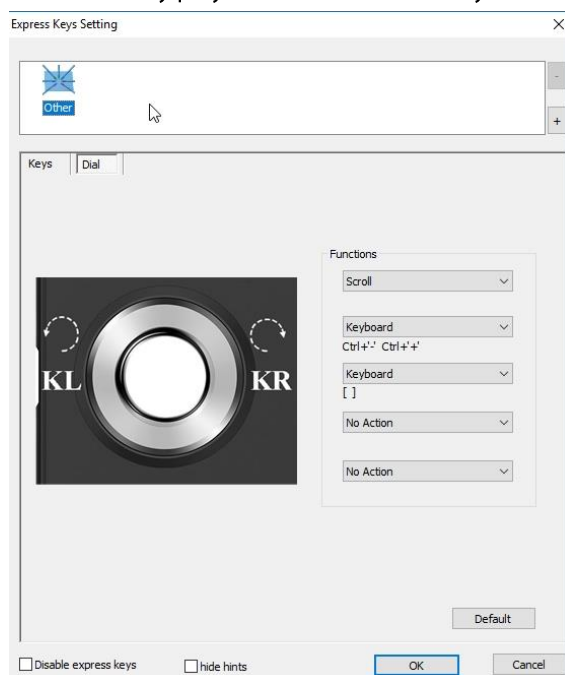 Express Keys Setting
Other
-
+
Keys Dial
Functions
Scroll
Keyboard
Ctrl+'-' Ctrl+'+'
KL KR
Keyboard
[ ]
No Action
No Action
Default
Disable express keys hide hints OK Cancel